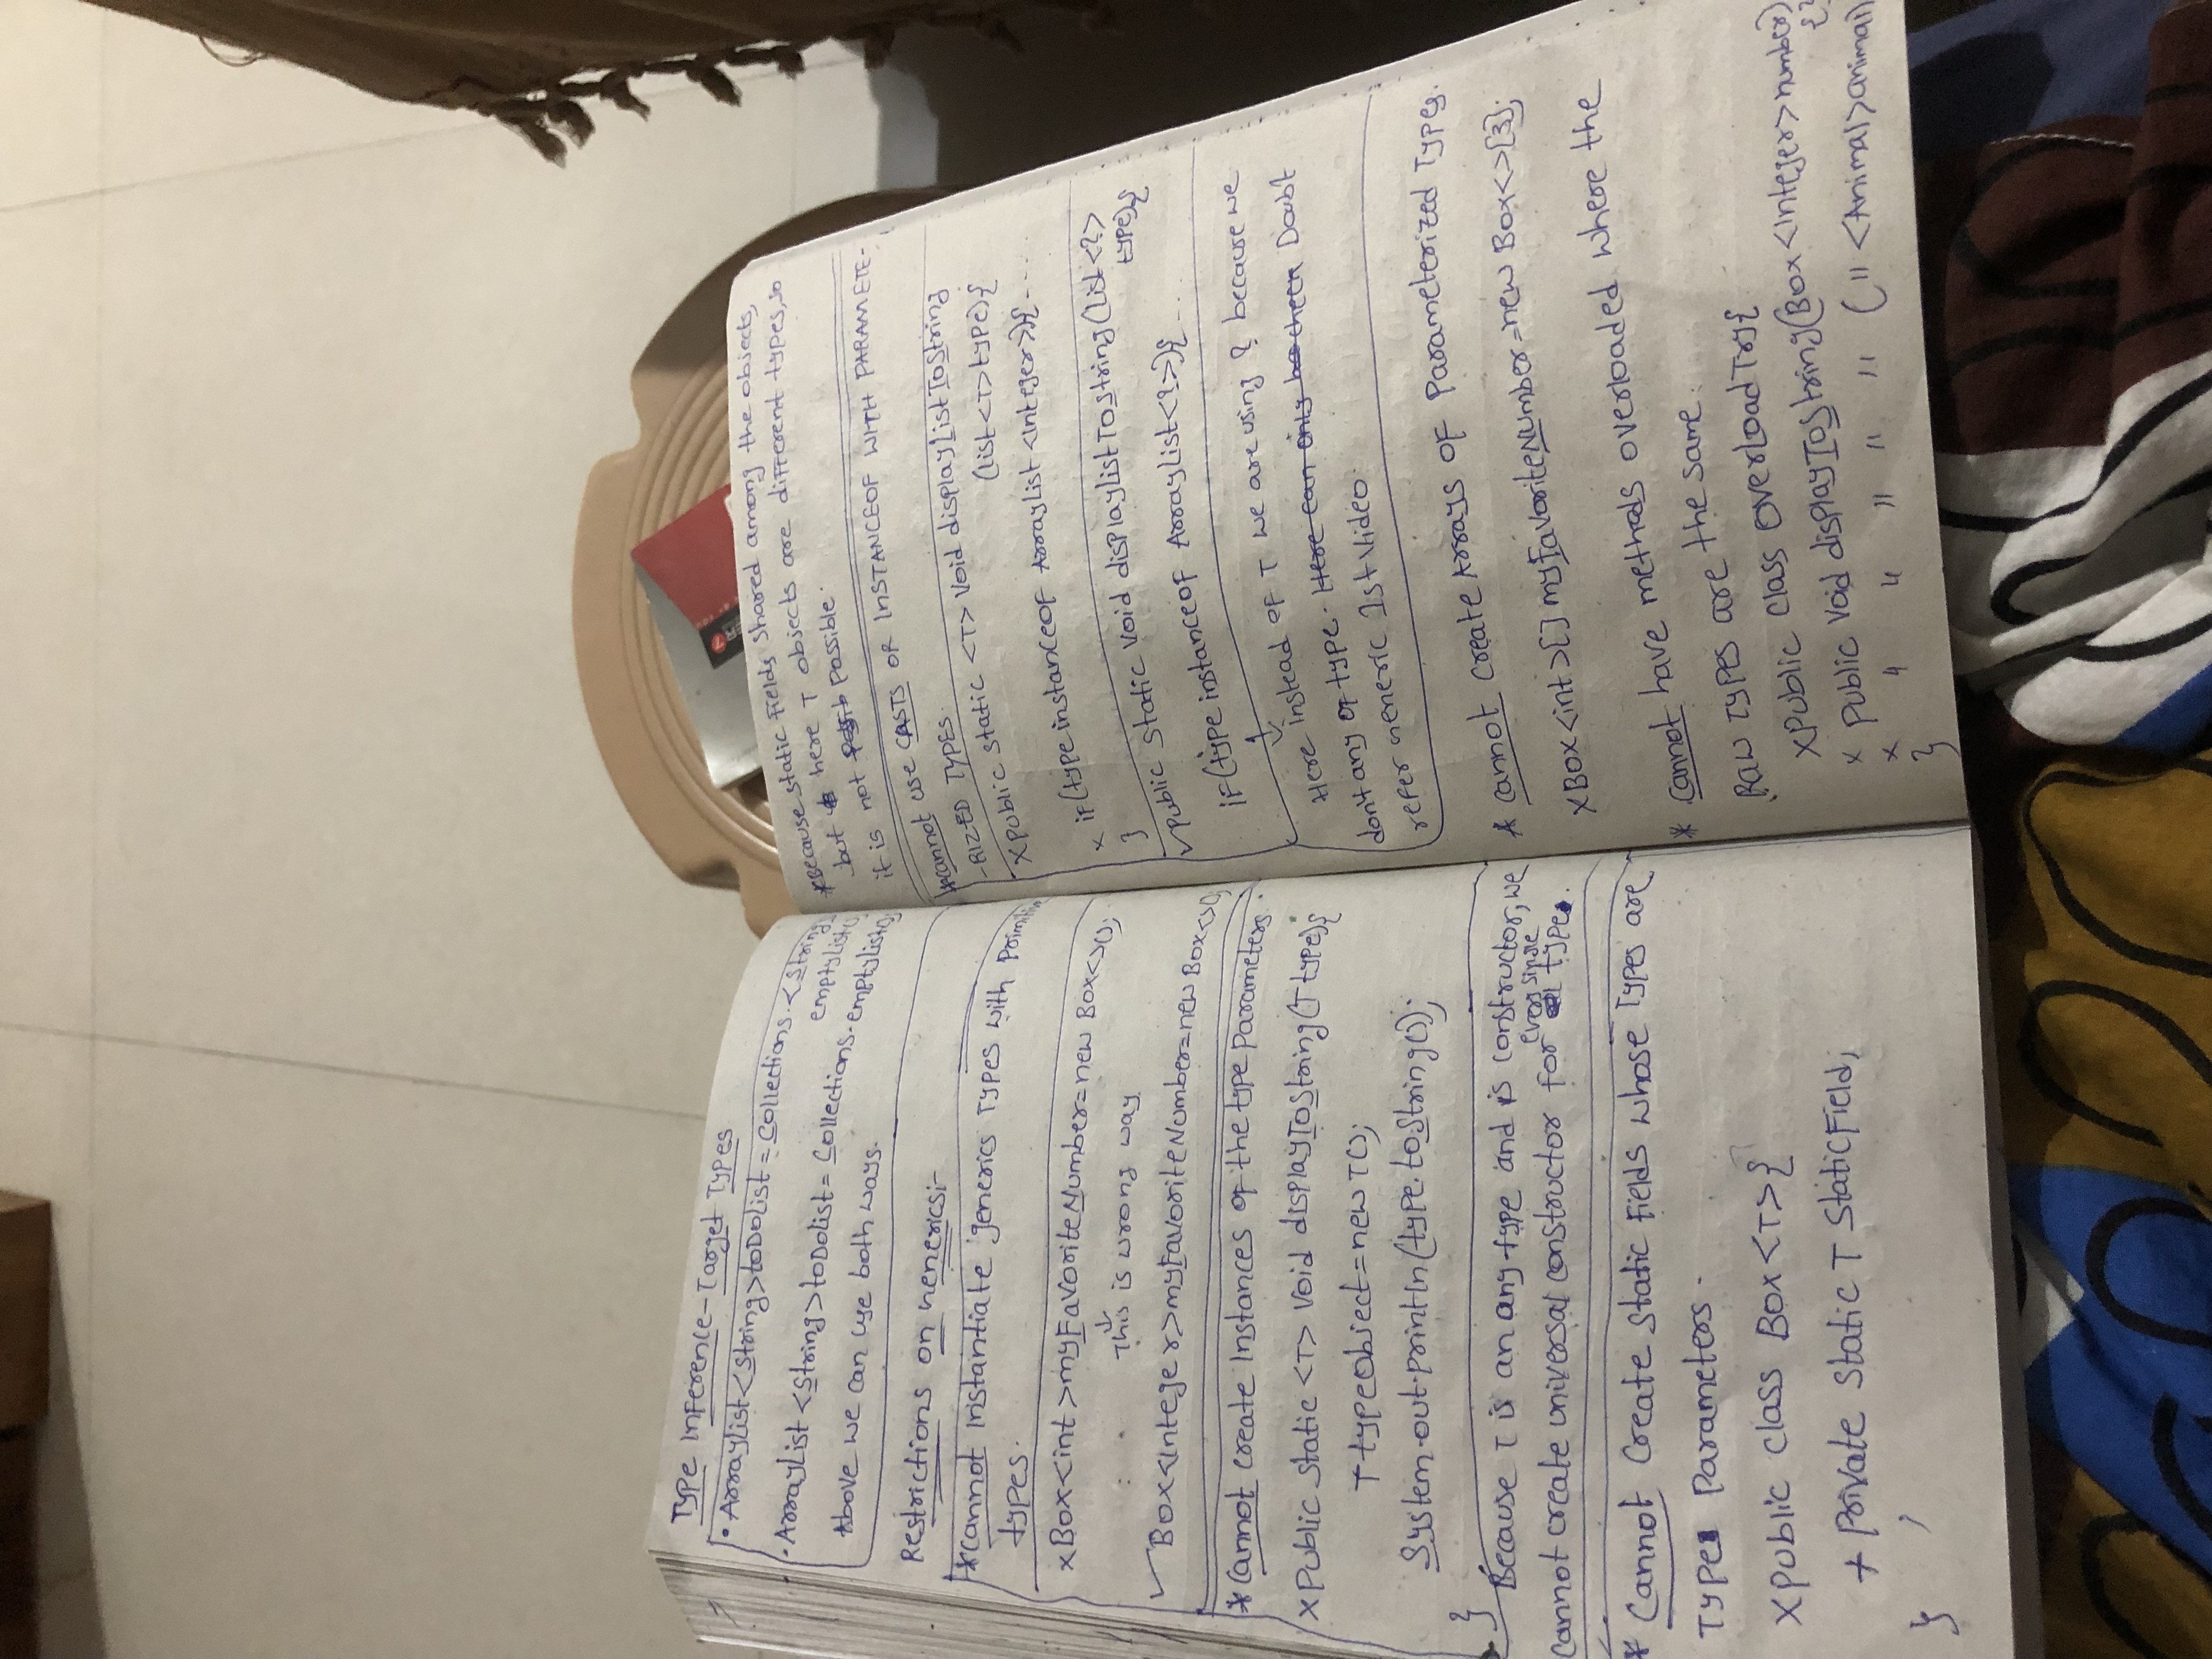 Type Inference-Target Types
• ArrayList<String>toDolist = Collections.<String>
emptyList();
• ArrayList<String>toDolist= Collections.emptyList();
Above we can use both ways.
Restrictions on Generics:-
*cannot instantiate generics Types with Primitive
types.
x Box<int>myFavoriteNumber=new Box<>();
This is wrong way.
✓ Box<Integer>myFavoriteNumber=new Box<>();
* Cannot create Instances of the type Parameters.
x Public static <T> void displayToString(T type){
T typeObject=new T();
System.out.println(type.toString());
}
Because T is an any type and is constructor, we
every single
cannot create universal constructor for type.
* Cannot Create Static Fields whose Types are
Type Parameters.
x Public class Box<T>{
+ Private Static T StaticField;
}
*Because static Fields Shared among the objects,
but here T objects are different types, so
it is not possible.
*cannot use CASTS OR INSTANCEOF WITH PARAMETE-
-RIZED TYPES.
x public static <T> void displayListToString
(list<T>type){
x if(type instanceof ArrayList<Integer>){ ....
}
✓Public static void displaylistToString(list<?>
type){
if(type instanceof ArrayList<?>){ ...
Here instead of T we are using ? because we
don't any of type. Here can only be check Doubt
refer Generic 1st Video.
* cannot create Arrays of Parameterized Types.
x Box<int>[] myFavoriteNumber=new Box<>[3];
* Cannot have methods overloaded where the
Raw Types are the same.
x Public class OverLoadTry{
x Public void displayToString(Box<Integer>number)
{}
x " " " " " (" <Animal>animal)
}